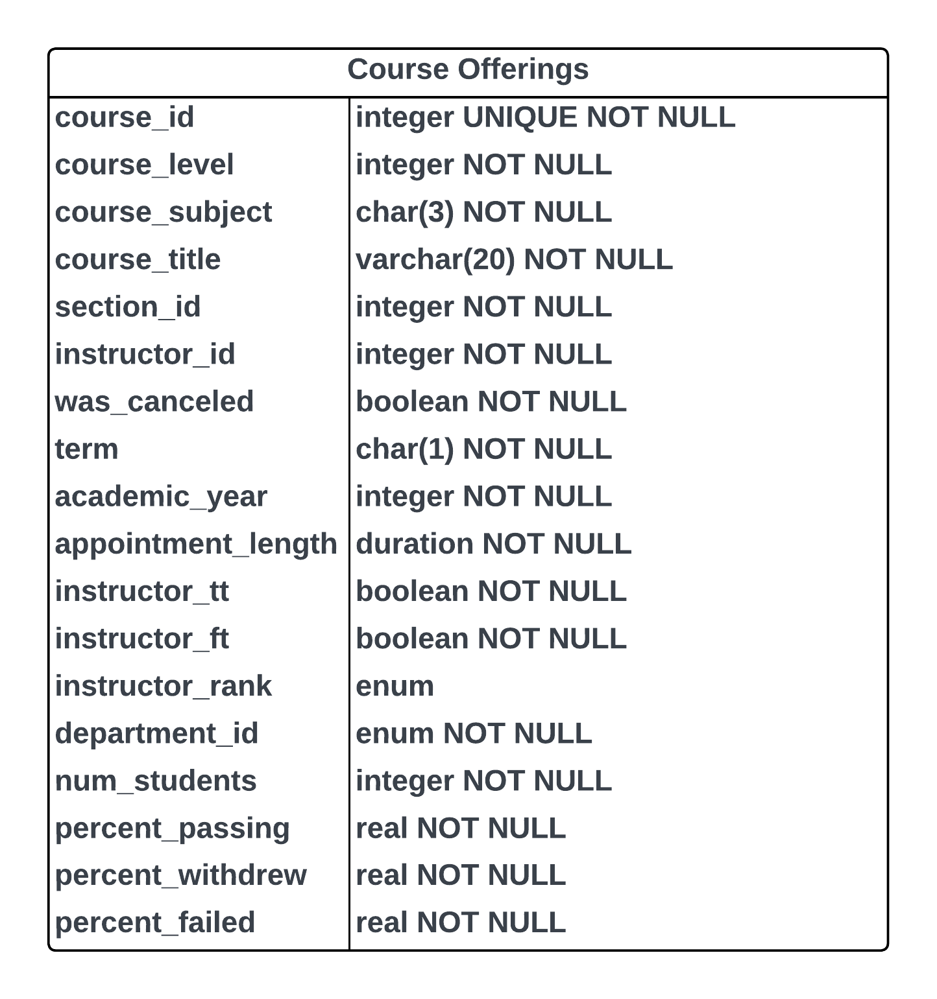 Course Offerings
course_id integer UNIQUE NOT NULL
course_level integer NOT NULL
course_subject char(3) NOT NULL
course_title varchar(20) NOT NULL
section_id integer NOT NULL
instructor_id integer NOT NULL
was_canceled boolean NOT NULL
term char(1) NOT NULL
academic_year integer NOT NULL
appointment_length duration NOT NULL
instructor_tt boolean NOT NULL
instructor_ft boolean NOT NULL
instructor_rank enum
department_id enum NOT NULL
num_students integer NOT NULL
percent_passing real NOT NULL
percent_withdrew real NOT NULL
percent_failed real NOT NULL